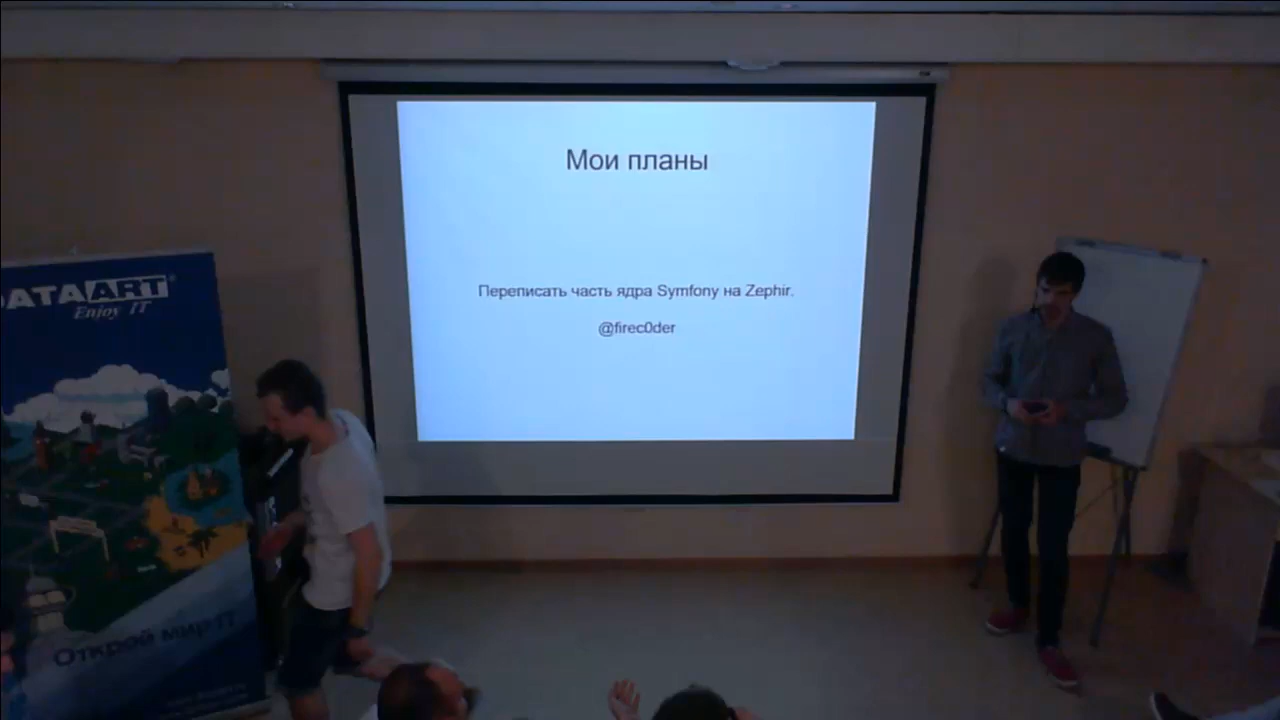 Мои планы
Переписать часть ядра Symfony на Zephir.
@firec0der
DATAART
Enjoy IT
Открой мир IT